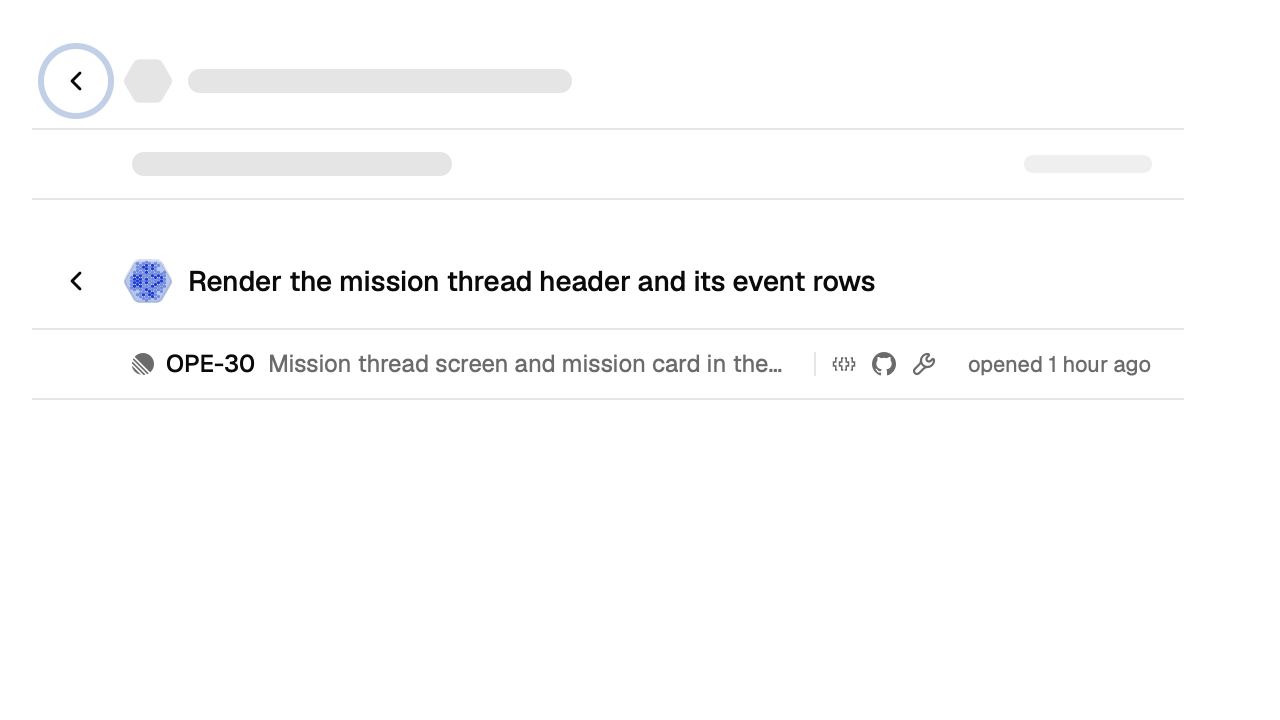 Render the mission thread header and its event rows
OPE-30 Mission thread screen and mission card in the… opened 1 hour ago